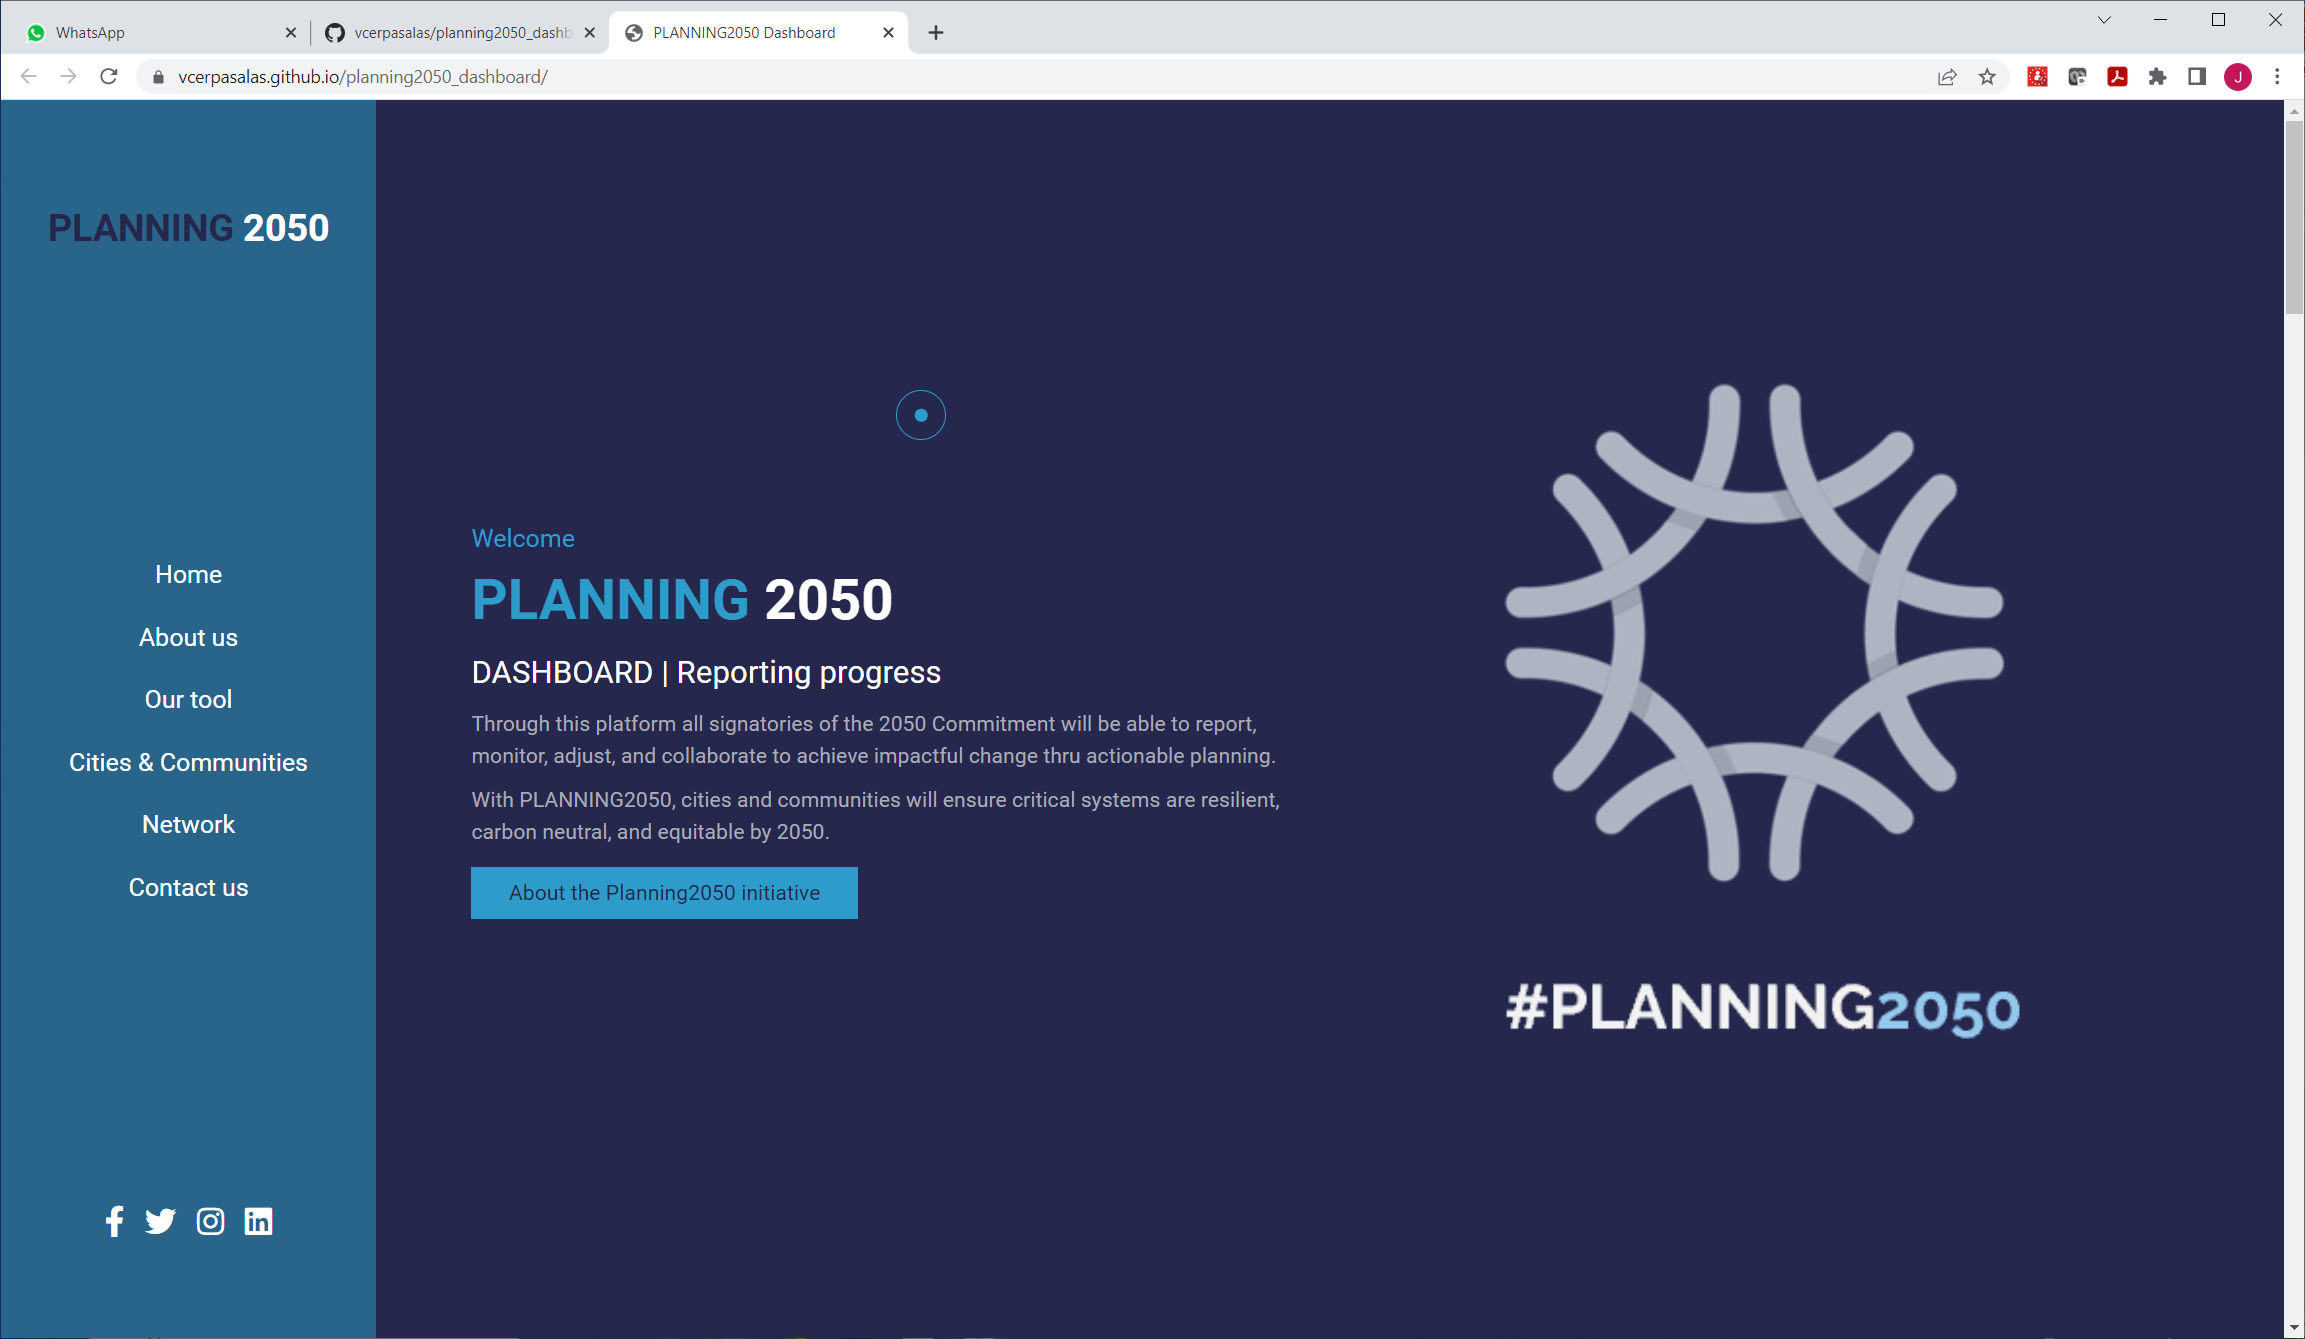 WhatsApp
vcerpasalas/planning2050_dashb
PLANNING2050 Dashboard
vcerpasalas.github.io/planning2050_dashboard/
J
PLANNING 2050
Home
About us
Our tool
Cities & Communities
Network
Contact us
Welcome
PLANNING 2050
DASHBOARD | Reporting progress
Through this platform all signatories of the 2050 Commitment will be able to report,
monitor, adjust, and collaborate to achieve impactful change thru actionable planning.
With PLANNING2050, cities and communities will ensure critical systems are resilient,
carbon neutral, and equitable by 2050.
About the Planning2050 initiative
#PLANNING2050